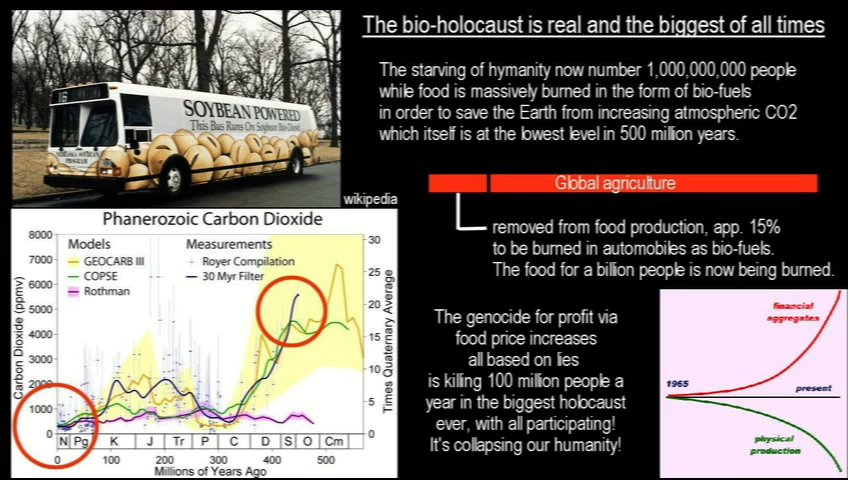 The bio-holocaust is real and the biggest of all times
The starving of hymanity now number 1,000,000,000 people
while food is massively burned in the form of bio-fuels
in order to save the Earth from increasing atmospheric CO2
which itself is at the lowest level in 500 million years.
16
SOYBEAN POWERED
This Bus Runs On Soybean Bio-Diesel
NEBRASKA SOYBEAN
PROGRAM
wikipedia
Global agriculture
removed from food production, app. 15%
to be burned in automobiles as bio-fuels.
The food for a billion people is now being burned.
Phanerozoic Carbon Dioxide
Models
GEOCARB III
COPSE
Rothman
Measurements
Royer Compilation
30 Myr Filter
Carbon Dioxide (ppmv)
8000
7000
6000
5000
4000
3000
2000
1000
0
Times Quaternary Average
30
25
20
15
10
5
0
N Pg K J Tr P C D S O Cm
0 100 200 300 400 500
Millions of Years Ago
The genocide for profit via
food price increases
all based on lies
is killing 100 million people a
year in the biggest holocaust
ever, with all participating!
It's collapsing our humanity!
financial
aggregates
1965
present
physical
production